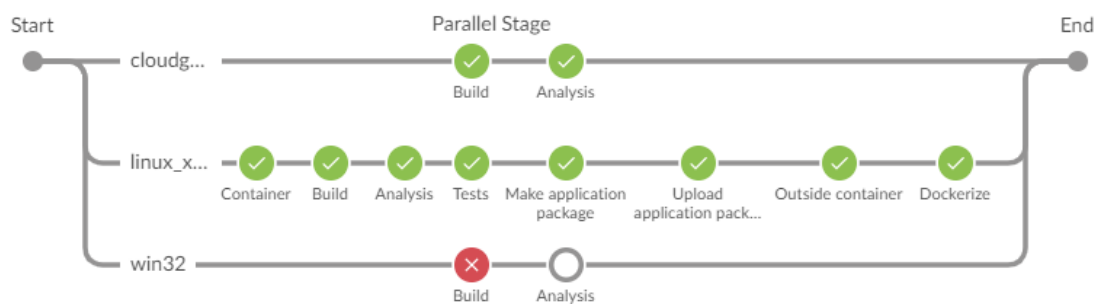 Start
Parallel Stage
End
cloudg...
Build
Analysis
linux_x...
Container
Build
Analysis
Tests
Make application
package
Upload
application pack...
Outside container
Dockerize
win32
Build
Analysis